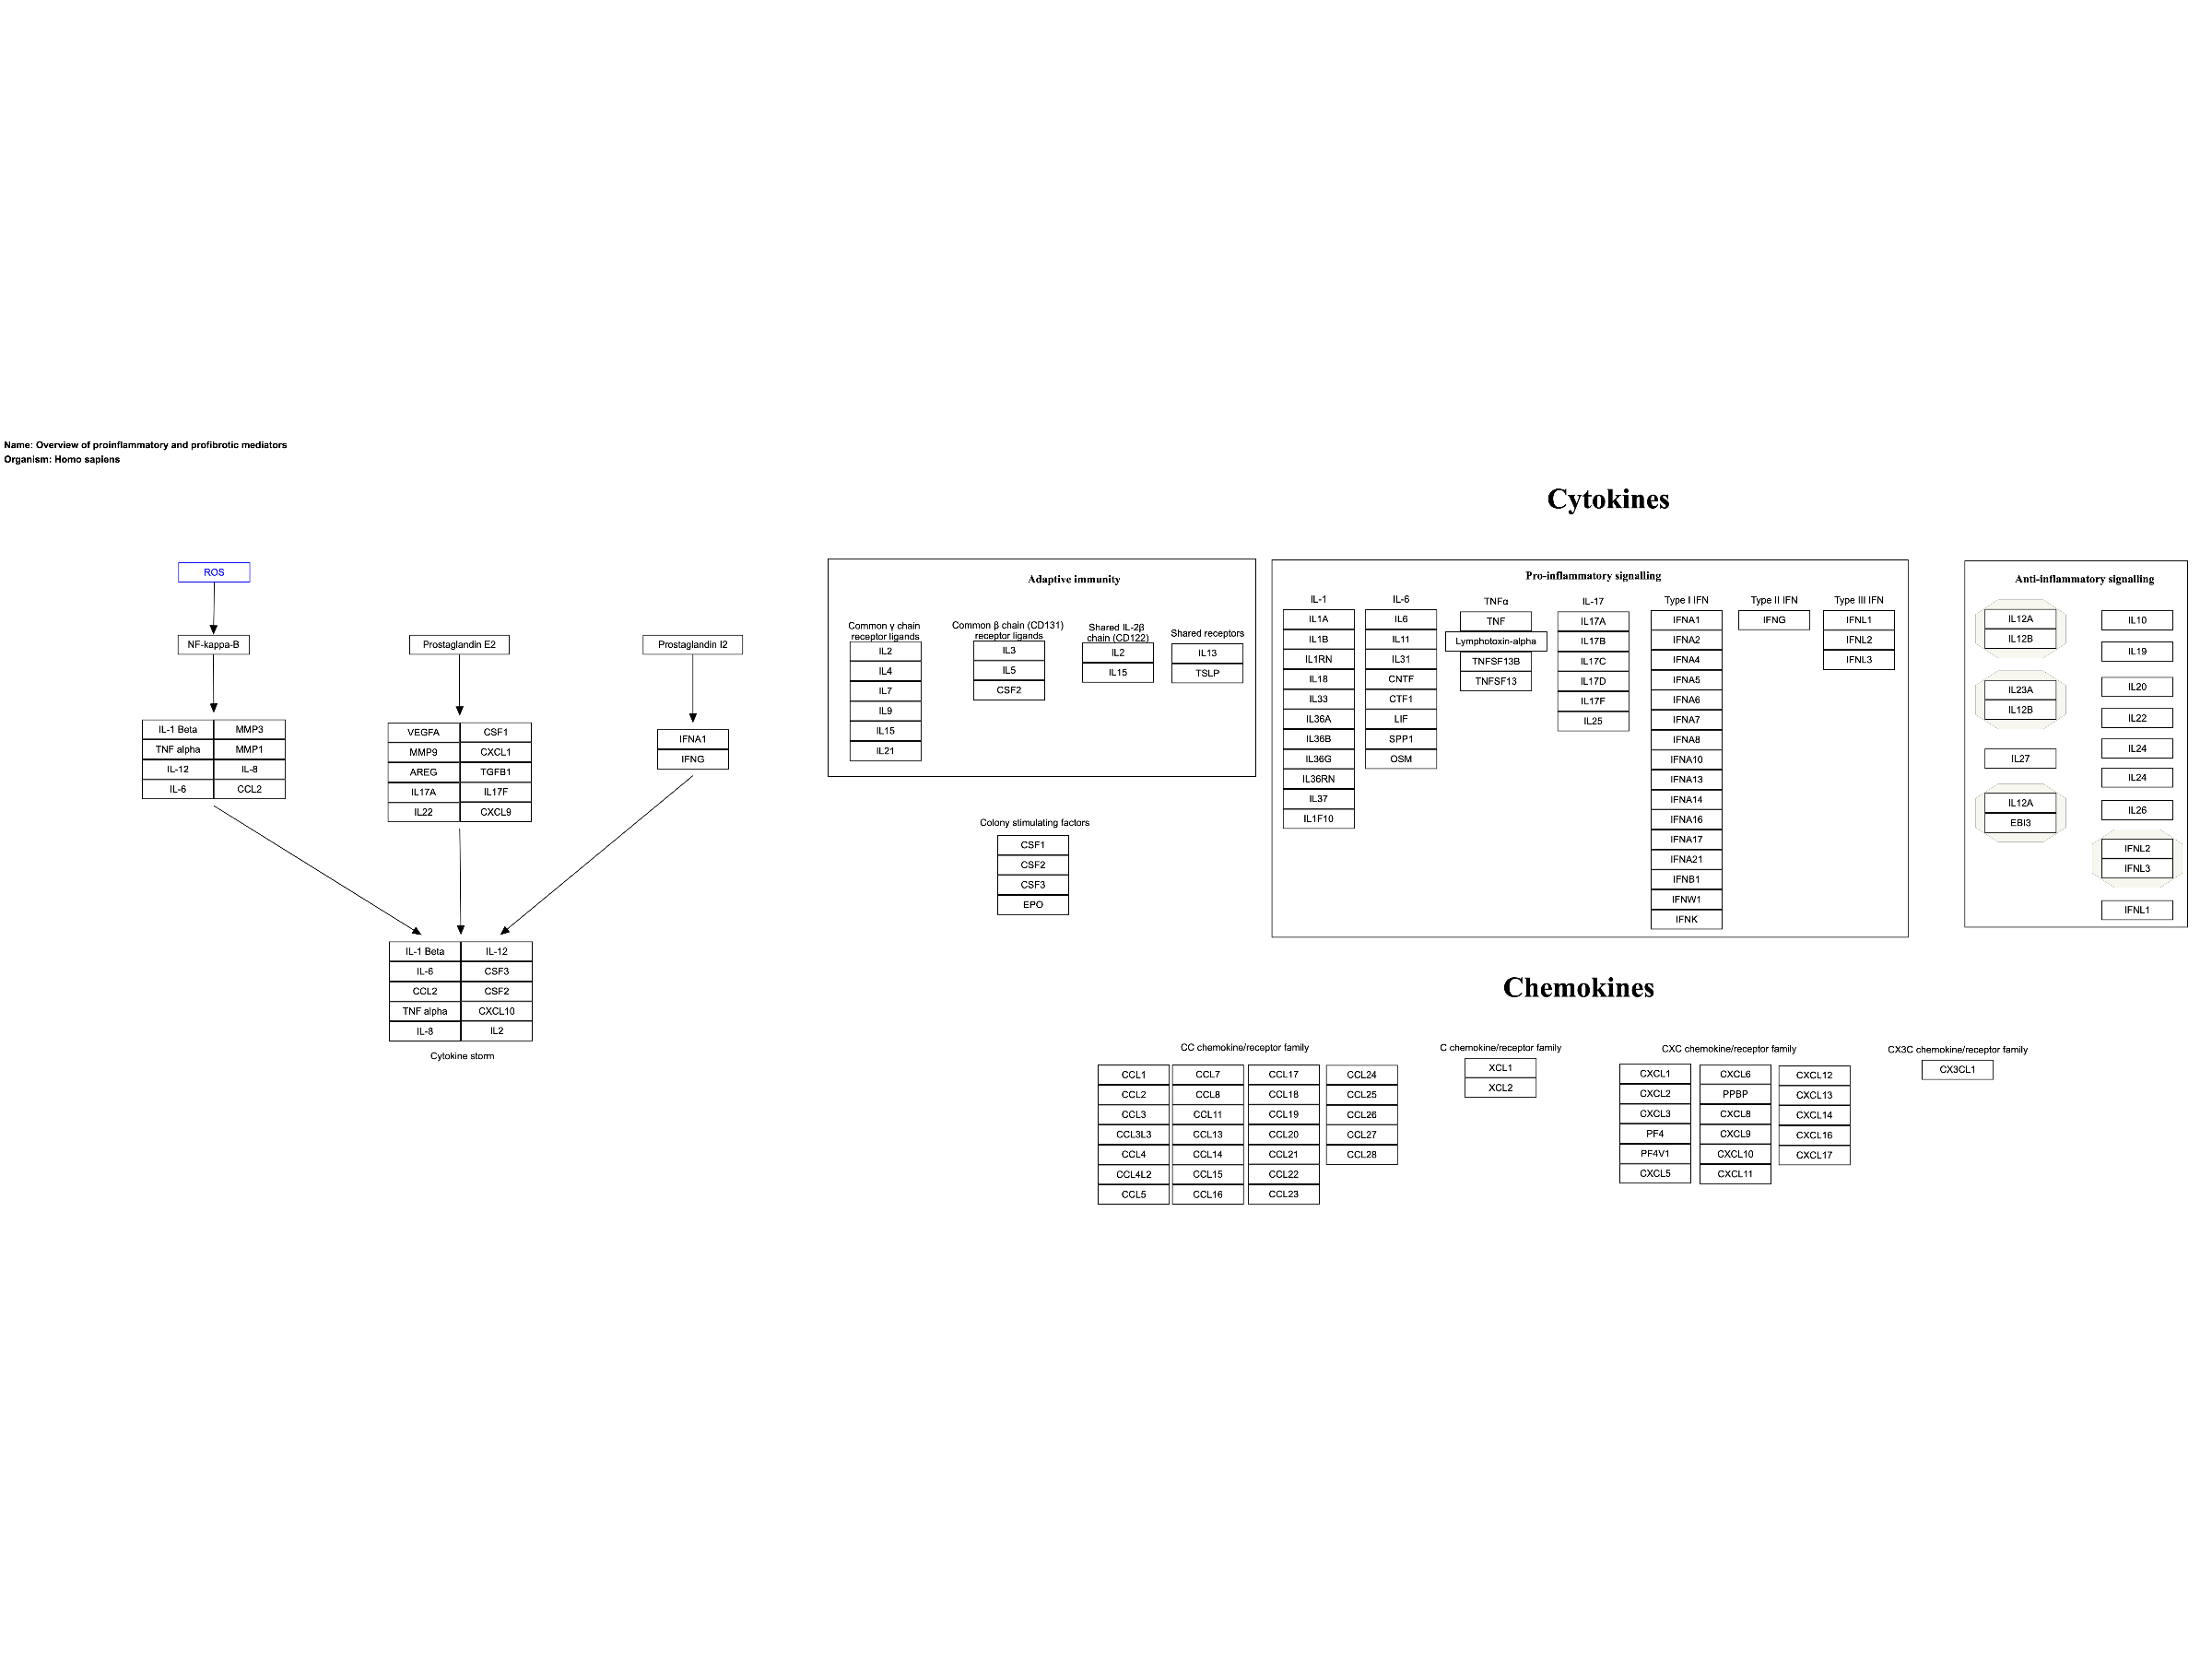 Name: Overview of proinflammatory and profibrotic mediators
Organism: Homo sapiens
ROS
NF-kappa-B
Prostaglandin E2
Prostaglandin I2
IL-1 Beta MMP3
TNF alpha MMP1
IL-12 IL-8
IL-6 CCL2
VEGFA CSF1
MMP9 CXCL1
AREG TGFB1
IL17A IL17F
IL22 CXCL9
IFNA1
IFNG
IL-1 Beta IL-12
IL-6 CSF3
CCL2 CSF2
TNF alpha CXCL10
IL-8 IL2
Cytokine storm
Cytokines
Adaptive immunity
Common γ chain
receptor ligands
IL2
IL4
IL7
IL9
IL15
IL21
Common β chain (CD131)
receptor ligands
IL3
IL5
CSF2
Shared IL-2β
chain (CD122)
IL2
IL15
Shared receptors
IL13
TSLP
Colony stimulating factors
CSF1
CSF2
CSF3
EPO
Pro-inflammatory signalling
IL-1
IL1A
IL1B
IL1RN
IL18
IL33
IL36A
IL36B
IL36G
IL36RN
IL37
IL1F10
IL-6
IL6
IL11
IL31
CNTF
CTF1
LIF
SPP1
OSM
TNFα
TNF
Lymphotoxin-alpha
TNFSF13B
TNFSF13
IL-17
IL17A
IL17B
IL17C
IL17D
IL17F
IL25
Type I IFN
IFNA1
IFNA2
IFNA4
IFNA5
IFNA6
IFNA7
IFNA8
IFNA10
IFNA13
IFNA14
IFNA16
IFNA17
IFNA21
IFNB1
IFNW1
IFNK
Type II IFN
IFNG
Type III IFN
IFNL1
IFNL2
IFNL3
Anti-inflammatory signalling
IL12A
IL12B
IL23A
IL12B
IL27
IL12A
EBI3
IL10
IL19
IL20
IL22
IL24
IL24
IL26
IFNL2
IFNL3
IFNL1
Chemokines
CC chemokine/receptor family
CCL1 CCL7 CCL17 CCL24
CCL2 CCL8 CCL18 CCL25
CCL3 CCL11 CCL19 CCL26
CCL3L3 CCL13 CCL20 CCL27
CCL4 CCL14 CCL21 CCL28
CCL4L2 CCL15 CCL22
CCL5 CCL16 CCL23
C chemokine/receptor family
XCL1
XCL2
CXC chemokine/receptor family
CXCL1 CXCL6 CXCL12
CXCL2 PPBP CXCL13
CXCL3 CXCL8 CXCL14
PF4 CXCL9 CXCL16
PF4V1 CXCL10 CXCL17
CXCL5 CXCL11
CX3C chemokine/receptor family
CX3CL1